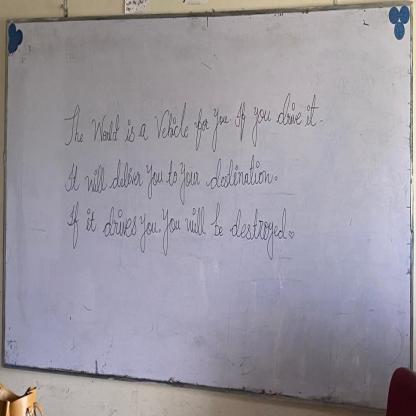 The World is a Vehicle for you. If you drive it.
It will deliver you to your destination.
If it drives you. You will be destroyed.